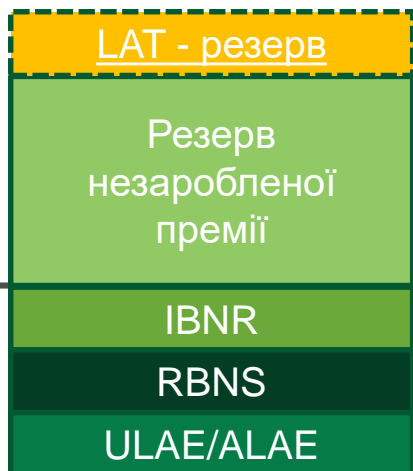 LAT - резерв
Резерв
незаробленої
премії
IBNR
RBNS
ULAE/ALAE